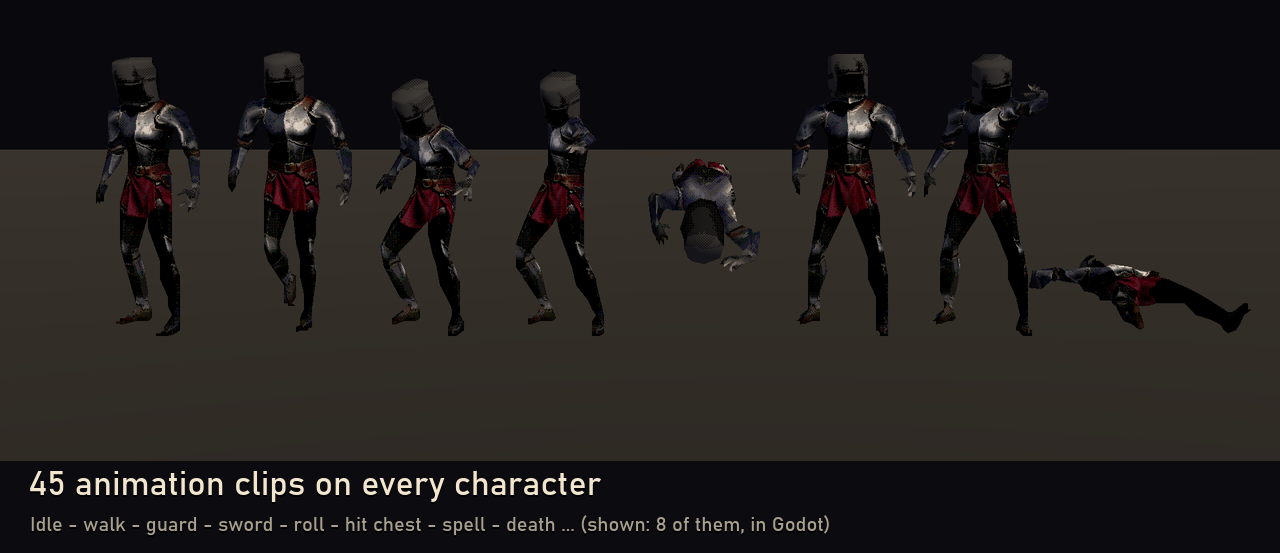 45 animation clips on every character
Idle - walk - guard - sword - roll - hit chest - spell - death ... (shown: 8 of them, in Godot)